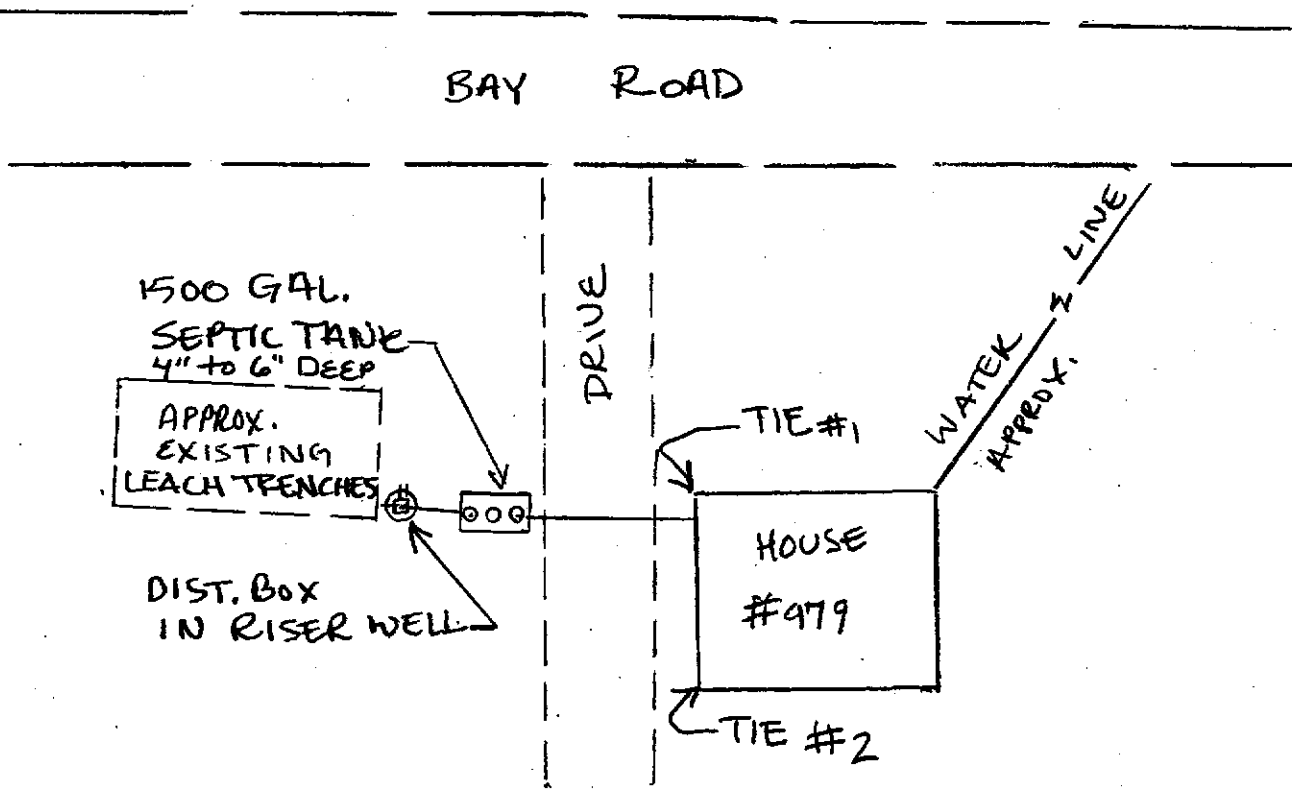 BAY ROAD
1500 GAL.
SEPTIC TANK
4" to 6" DEEP
APPROX.
EXISTING
LEACH TRENCHES
DIST. BOX
IN RISER WELL
DRIVE
TIE #1
HOUSE
#979
TIE #2
WATER LINE
APPROX.